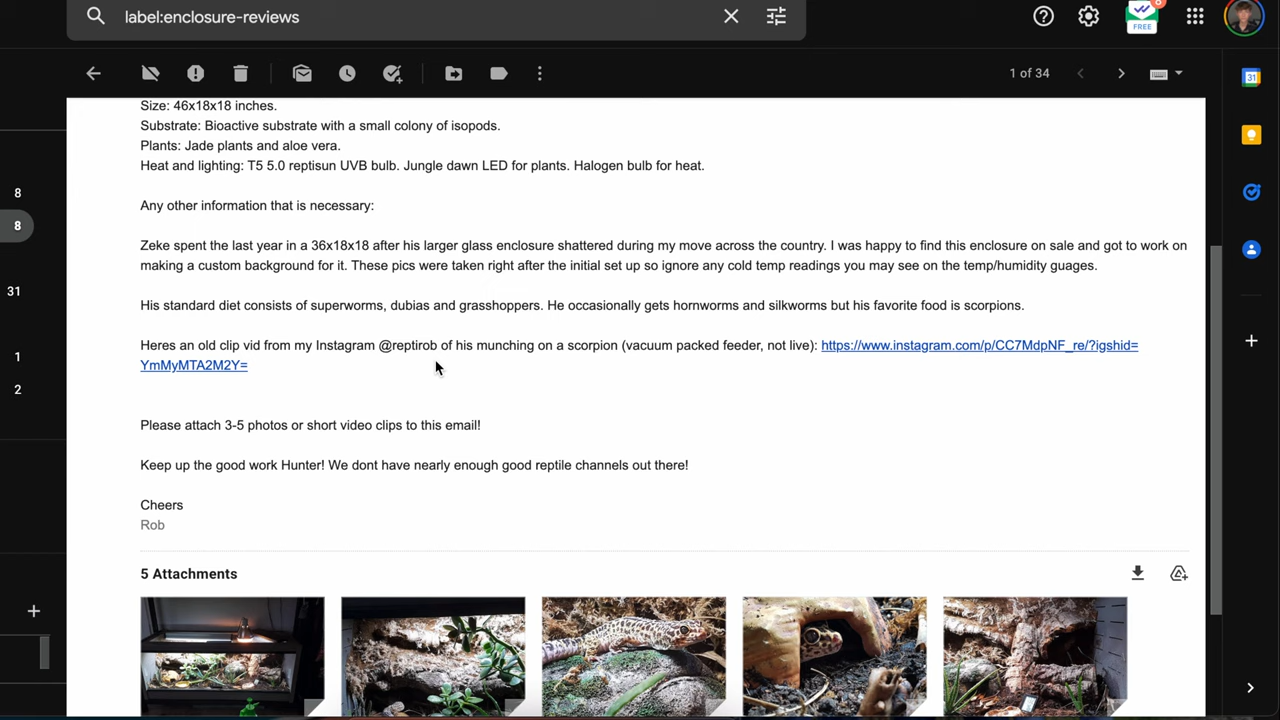 label:enclosure-reviews
8
FREE
1 of 34
31
Size: 46x18x18 inches.
Substrate: Bioactive substrate with a small colony of isopods.
Plants: Jade plants and aloe vera.
Heat and lighting: T5 5.0 reptisun UVB bulb. Jungle dawn LED for plants. Halogen bulb for heat.
8
Any other information that is necessary:
8
Zeke spent the last year in a 36x18x18 after his larger glass enclosure shattered during my move across the country. I was happy to find this enclosure on sale and got to work on
making a custom background for it. These pics were taken right after the initial set up so ignore any cold temp readings you may see on the temp/humidity guages.
31
His standard diet consists of superworms, dubias and grasshoppers. He occasionally gets hornworms and silkworms but his favorite food is scorpions.
Heres an old clip vid from my Instagram @reptirob of his munching on a scorpion (vacuum packed feeder, not live): https://www.instagram.com/p/CC7MdpNF_re/?igshid=
1
YmMyMTA2M2Y=
2
Please attach 3-5 photos or short video clips to this email!
Keep up the good work Hunter! We dont have nearly enough good reptile channels out there!
Cheers
Rob
5 Attachments